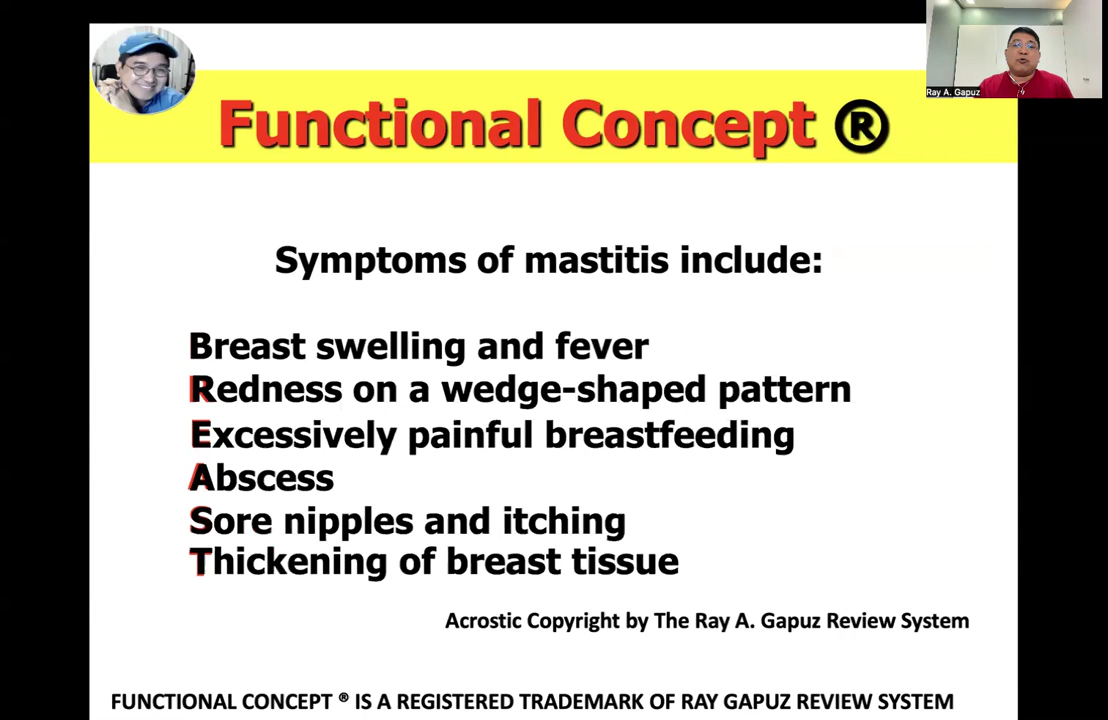 Ray A. Gapuz
Functional Concept ®
Symptoms of mastitis include:
Breast swelling and fever
Redness on a wedge-shaped pattern
Excessively painful breastfeeding
Abscess
Sore nipples and itching
Thickening of breast tissue
Acrostic Copyright by The Ray A. Gapuz Review System
FUNCTIONAL CONCEPT ® IS A REGISTERED TRADEMARK OF RAY GAPUZ REVIEW SYSTEM